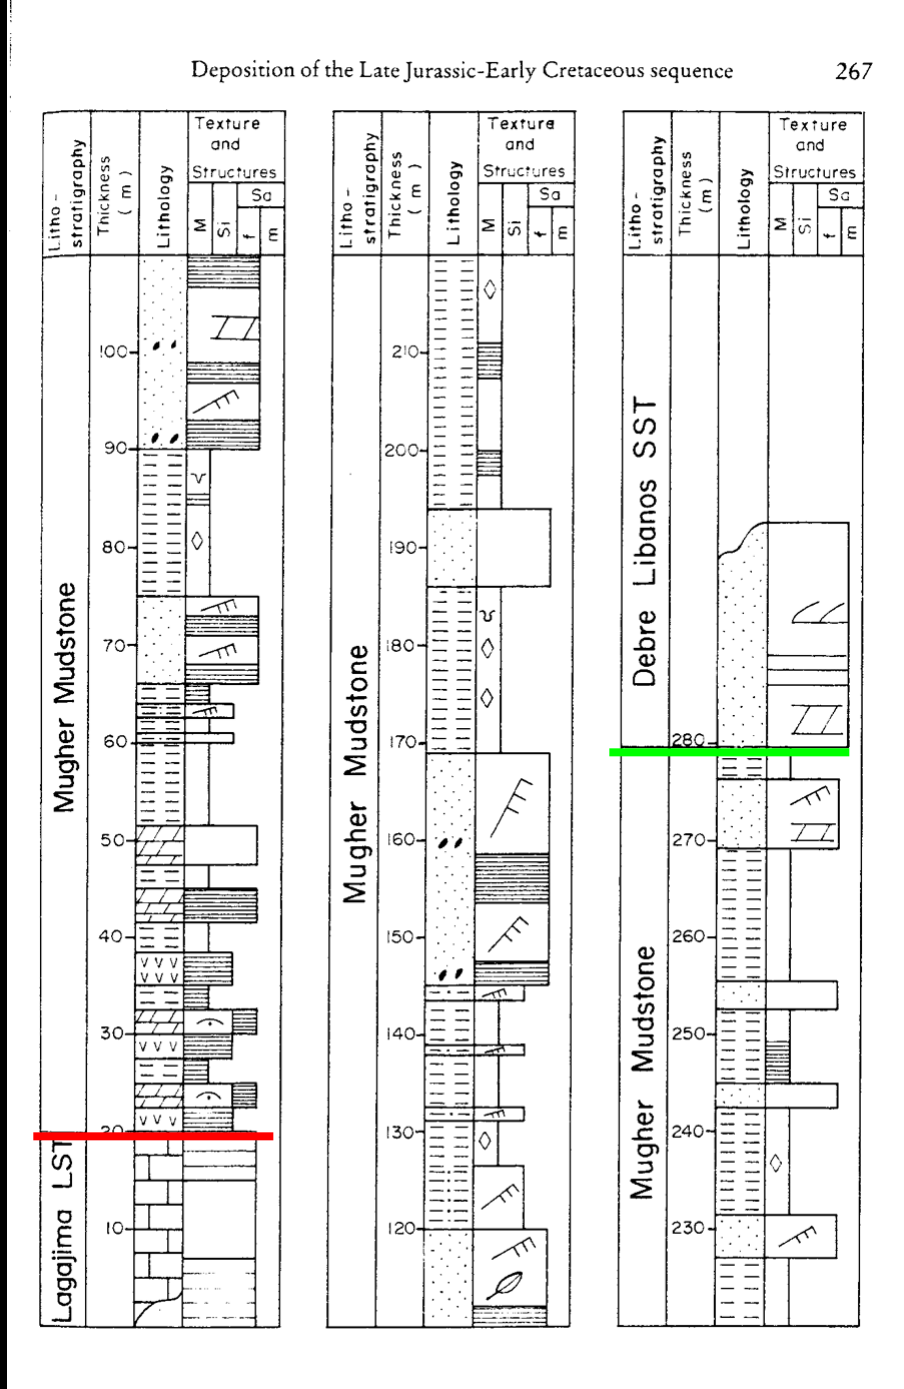 Deposition of the Late Jurassic-Early Cretaceous sequence 267
Litho-
stratigraphy
Thickness
(m)
Lithology
Texture
and
Structures
M
Si
Sa
f
m
100
90
80
70
60
50
40
30
20
10
Mugher Mudstone
Lagajima LST
Litho-
stratigraphy
Thickness
(m)
Lithology
Texture
and
Structures
M
Si
Sa
f
m
210
200
190
180
170
160
150
140
130
120
Mugher Mudstone
Litho-
stratigraphy
Thickness
(m)
Lithology
Texture
and
Structures
M
Si
Sa
f
m
280
270
260
250
240
230
Debre Libanos SST
Mugher Mudstone